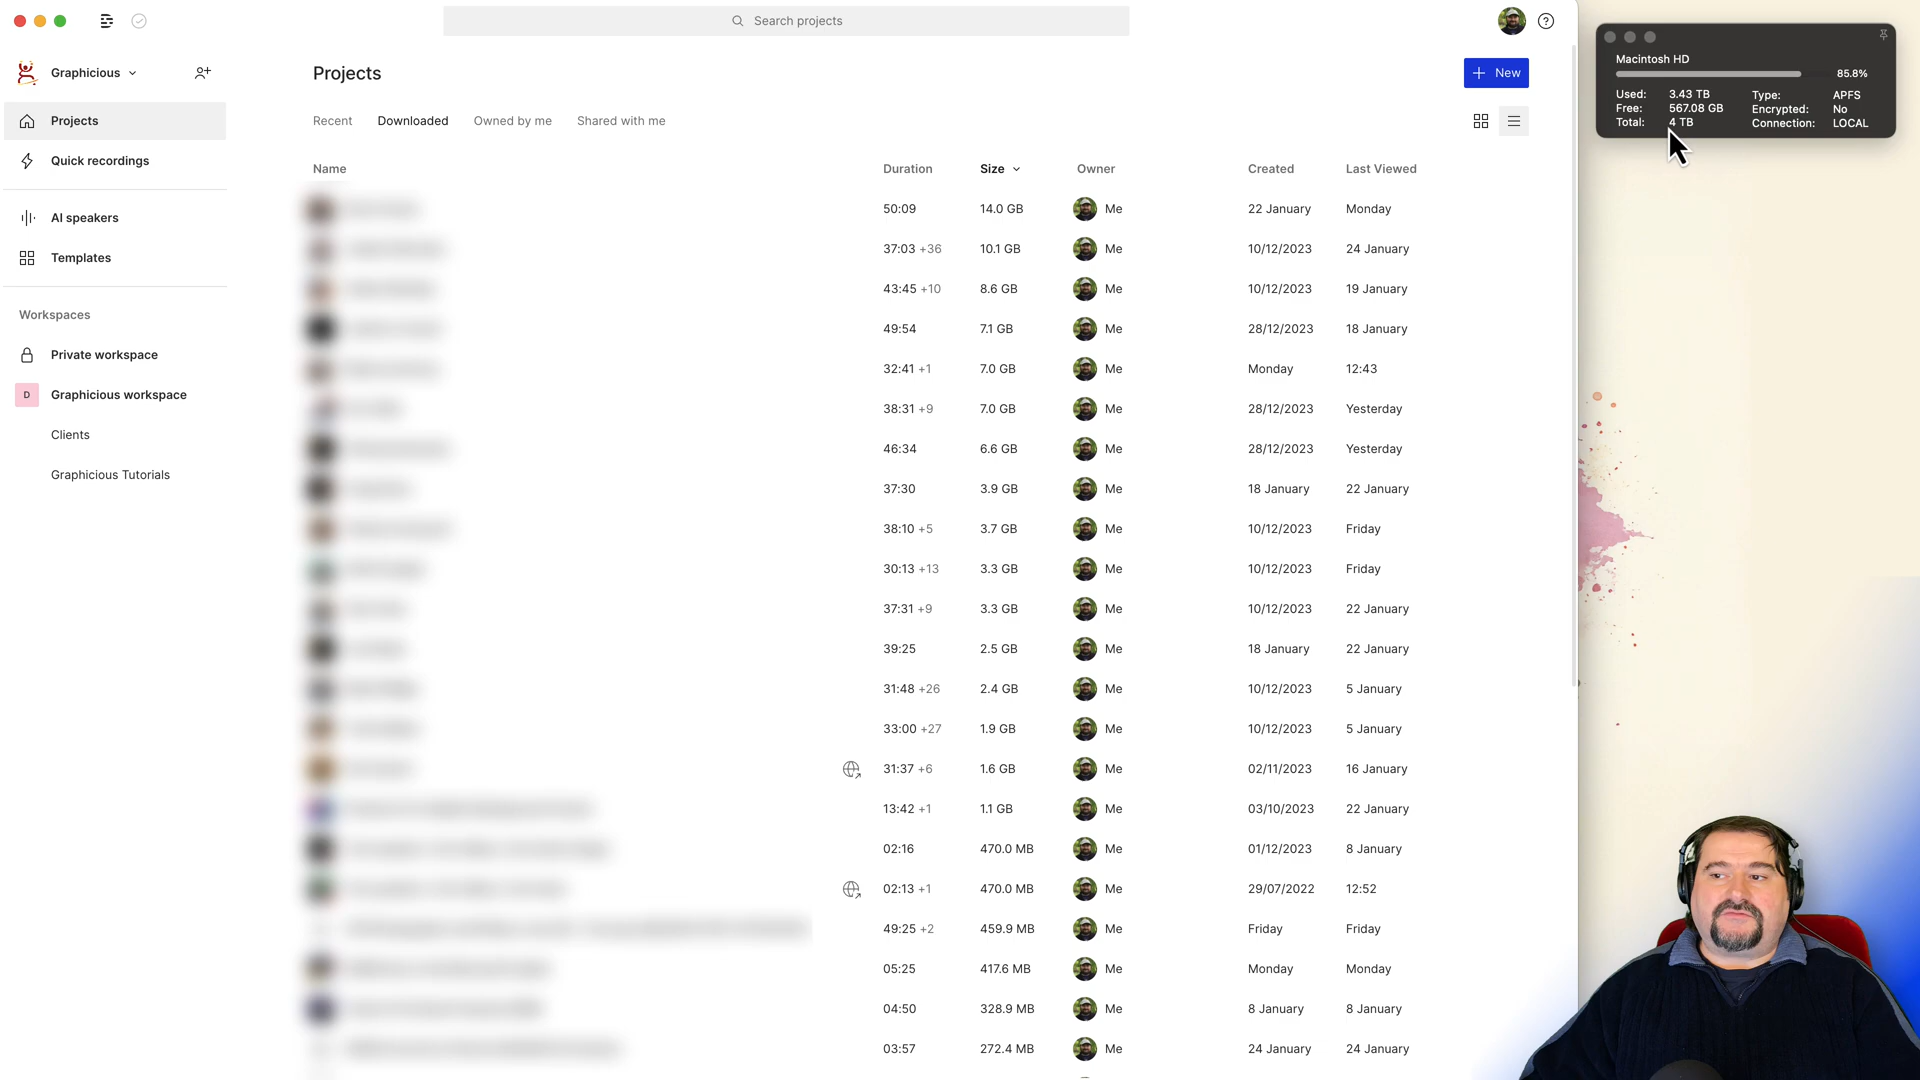 Search projects
Graphicious
Projects
Quick recordings
AI speakers
Templates
Workspaces
Private workspace
D Graphicious workspace
Clients
Graphicious Tutorials
Projects
+ New
Recent Downloaded Owned by me Shared with me
Name Duration Size Owner Created Last Viewed
50:09 14.0 GB Me 22 January Monday
37:03 +36 10.1 GB Me 10/12/2023 24 January
43:45 +10 8.6 GB Me 10/12/2023 19 January
49:54 7.1 GB Me 28/12/2023 18 January
32:41 +1 7.0 GB Me Monday 12:43
38:31 +9 7.0 GB Me 28/12/2023 Yesterday
46:34 6.6 GB Me 28/12/2023 Yesterday
37:30 3.9 GB Me 18 January 22 January
38:10 +5 3.7 GB Me 10/12/2023 Friday
30:13 +13 3.3 GB Me 10/12/2023 Friday
37:31 +9 3.3 GB Me 10/12/2023 22 January
39:25 2.5 GB Me 18 January 22 January
31:48 +26 2.4 GB Me 10/12/2023 5 January
33:00 +27 1.9 GB Me 10/12/2023 5 January
31:37 +6 1.6 GB Me 02/11/2023 16 January
13:42 +1 1.1 GB Me 03/10/2023 22 January
02:16 470.0 MB Me 01/12/2023 8 January
02:13 +1 470.0 MB Me 29/07/2022 12:52
49:25 +2 459.9 MB Me Friday Friday
05:25 417.6 MB Me Monday Monday
04:50 328.9 MB Me 8 January 8 January
03:57 272.4 MB Me 24 January 24 January
Macintosh HD
85.8%
Used: 3.43 TB Type: APFS
Free: 567.08 GB Encrypted: No
Total: 4 TB Connection: LOCAL